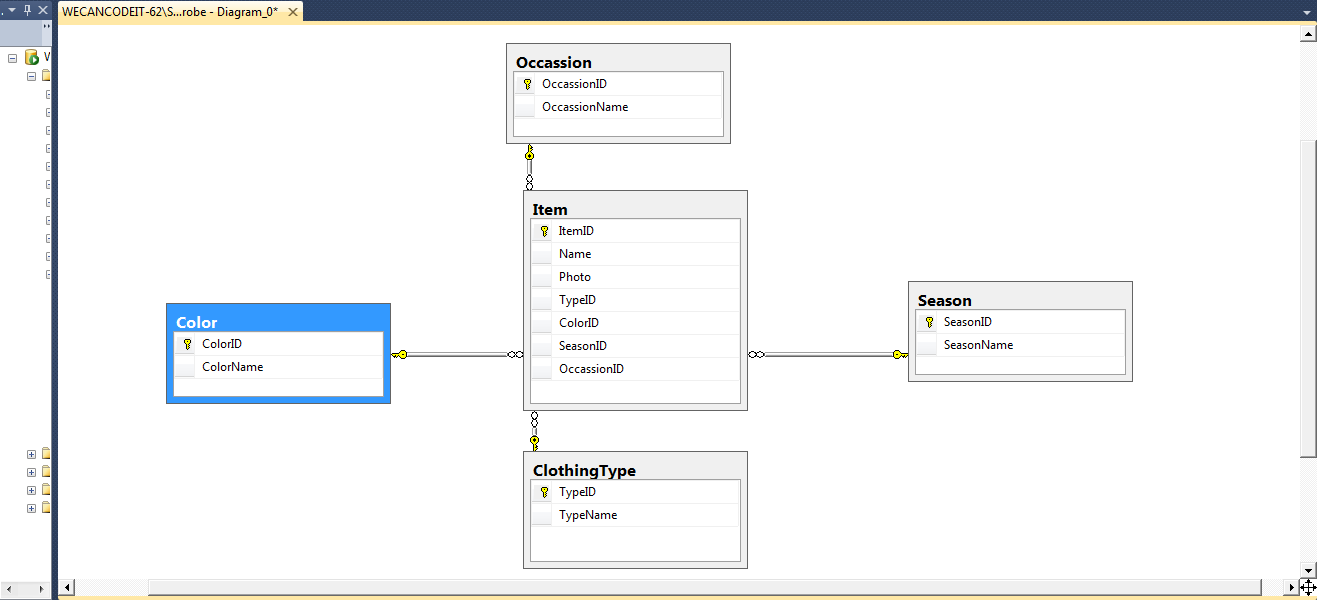 WECANCODEIT-62\S...robe - Diagram_0*
W
Occassion
OccassionID
OccassionName
Item
ItemID
Name
Photo
TypeID
ColorID
SeasonID
OccassionID
Color
ColorID
ColorName
Season
SeasonID
SeasonName
ClothingType
TypeID
TypeName